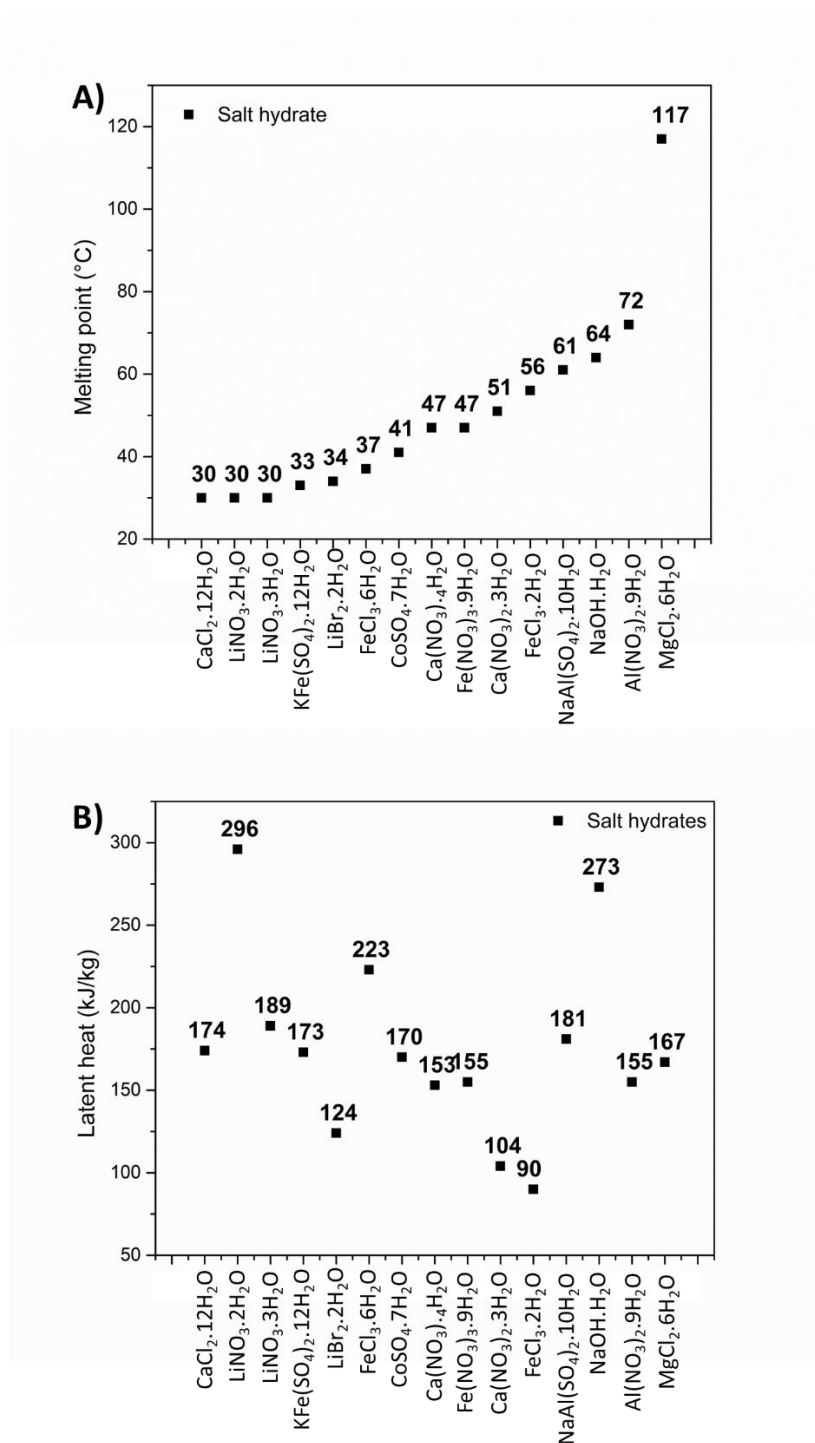 A)
Salt hydrate
Melting point (°C)
120
100
80
60
40
20
30
30
30
33
34
37
41
47
47
51
56
61
64
72
117
CaCl₂.12H₂O
LiNO₃.2H₂O
LiNO₃.3H₂O
KFe(SO₄)₂.12H₂O
LiBr₂.2H₂O
FeCl₃.6H₂O
CoSO₄.7H₂O
Ca(NO₃).4H₂O
Fe(NO₃)₃.9H₂O
Ca(NO₃)₂.3H₂O
FeCl₃.2H₂O
NaAl(SO₄)₂.10H₂O
NaOH.H₂O
Al(NO₃)₂.9H₂O
MgCl₂.6H₂O
B)
Salt hydrates
Latent heat (kJ/kg)
300
250
200
150
100
50
174
296
189
173
124
223
170
153
155
104
90
181
273
155
167
CaCl₂.12H₂O
LiNO₃.2H₂O
LiNO₃.3H₂O
KFe(SO₄)₂.12H₂O
LiBr₂.2H₂O
FeCl₃.6H₂O
CoSO₄.7H₂O
Ca(NO₃).4H₂O
Fe(NO₃)₃.9H₂O
Ca(NO₃)₂.3H₂O
FeCl₃.2H₂O
NaAl(SO₄)₂.10H₂O
NaOH.H₂O
Al(NO₃)₂.9H₂O
MgCl₂.6H₂O